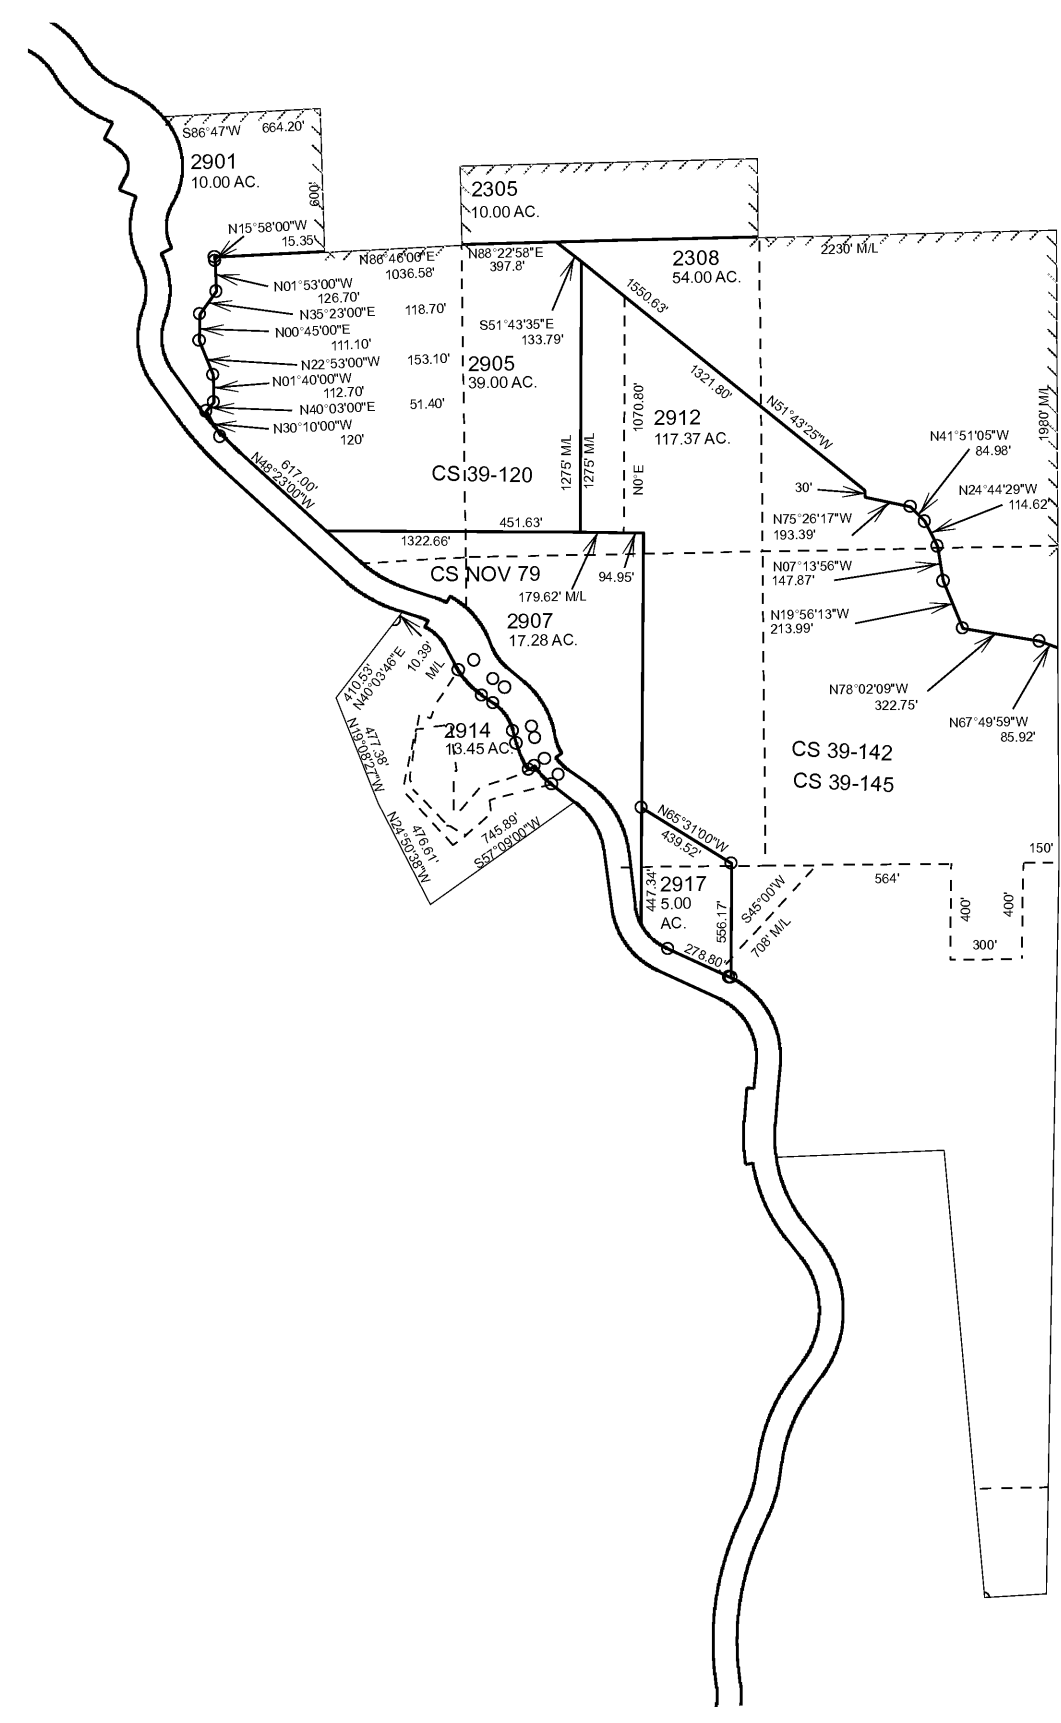 S86°47'W 664.20'
2901
10.00 AC.
600'
N15°58'00"W
15.35'
2305
10.00 AC.
N86°46'00"E
1036.58'
N88°22'58"E
397.8'
2308
54.00 AC.
2230' M/L
N01°53'00"W
126.70'
N35°23'00"E 118.70'
N00°45'00"E
111.10'
N22°53'00"W 153.10'
N01°40'00"W
112.70'
N40°03'00"E 51.40'
N30°10'00"W
120'
S51°43'35"E
133.79'
1550.63'
2905
39.00 AC.
1321.80'
N51°43'25"W
1070.80'
N0°E
2912
117.37 AC.
1980' M/L
N41°51'05"W
84.98'
N24°44'29"W
114.62'
30'
N75°26'17"W
193.39'
617.00'
N48°23'00"W
CS 39-120
1275' M/L
1275' M/L
451.63'
1322.66'
CS NOV 79
94.95'
179.62' M/L
N07°13'56"W
147.87'
N19°56'13"W
213.99'
2907
17.28 AC.
410.53'
N40°03'46"E
10.39'
M/L
N78°02'09"W
322.75'
N67°49'59"W
85.92'
2914
13.45 AC.
477.38'
N19°08'27"W
CS 39-142
CS 39-145
476.61'
N24°50'38"W
745.89'
S57°09'00"W
N65°31'00"W
439.52'
150'
564'
2917
5.00
AC.
447.34'
556.17'
S45°00'W
708' M/L
278.80'
400'
400'
300'